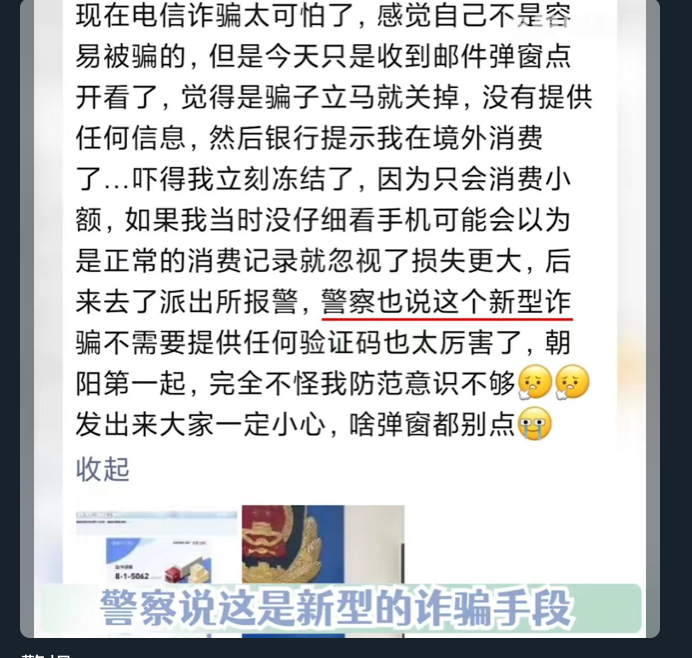 现在电信诈骗太可怕了，感觉自己不是容
易被骗的，但是今天只是收到邮件弹窗点
开看了，觉得是骗子立马就关掉，没有提供
任何信息，然后银行提示我在境外消费
了...吓得我立刻冻结了，因为只会消费小
额，如果我当时没仔细看手机可能会以为
是正常的消费记录就忽视了损失更大，后
来去了派出所报警，警察也说这个新型诈
骗不需要提供任何验证码也太厉害了，朝
阳第一起，完全不怪我防范意识不够😮‍💨😮‍💨
发出来大家一定小心，啥弹窗都别点😭
收起
8-1-5062
警察说这是新型的诈骗手段